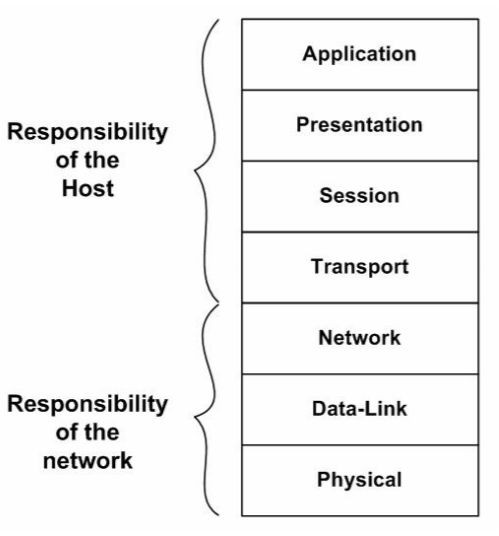 Application
Presentation
Responsibility
of the
Host
Session
Transport
Network
Responsibility
of the
network
Data-Link
Physical